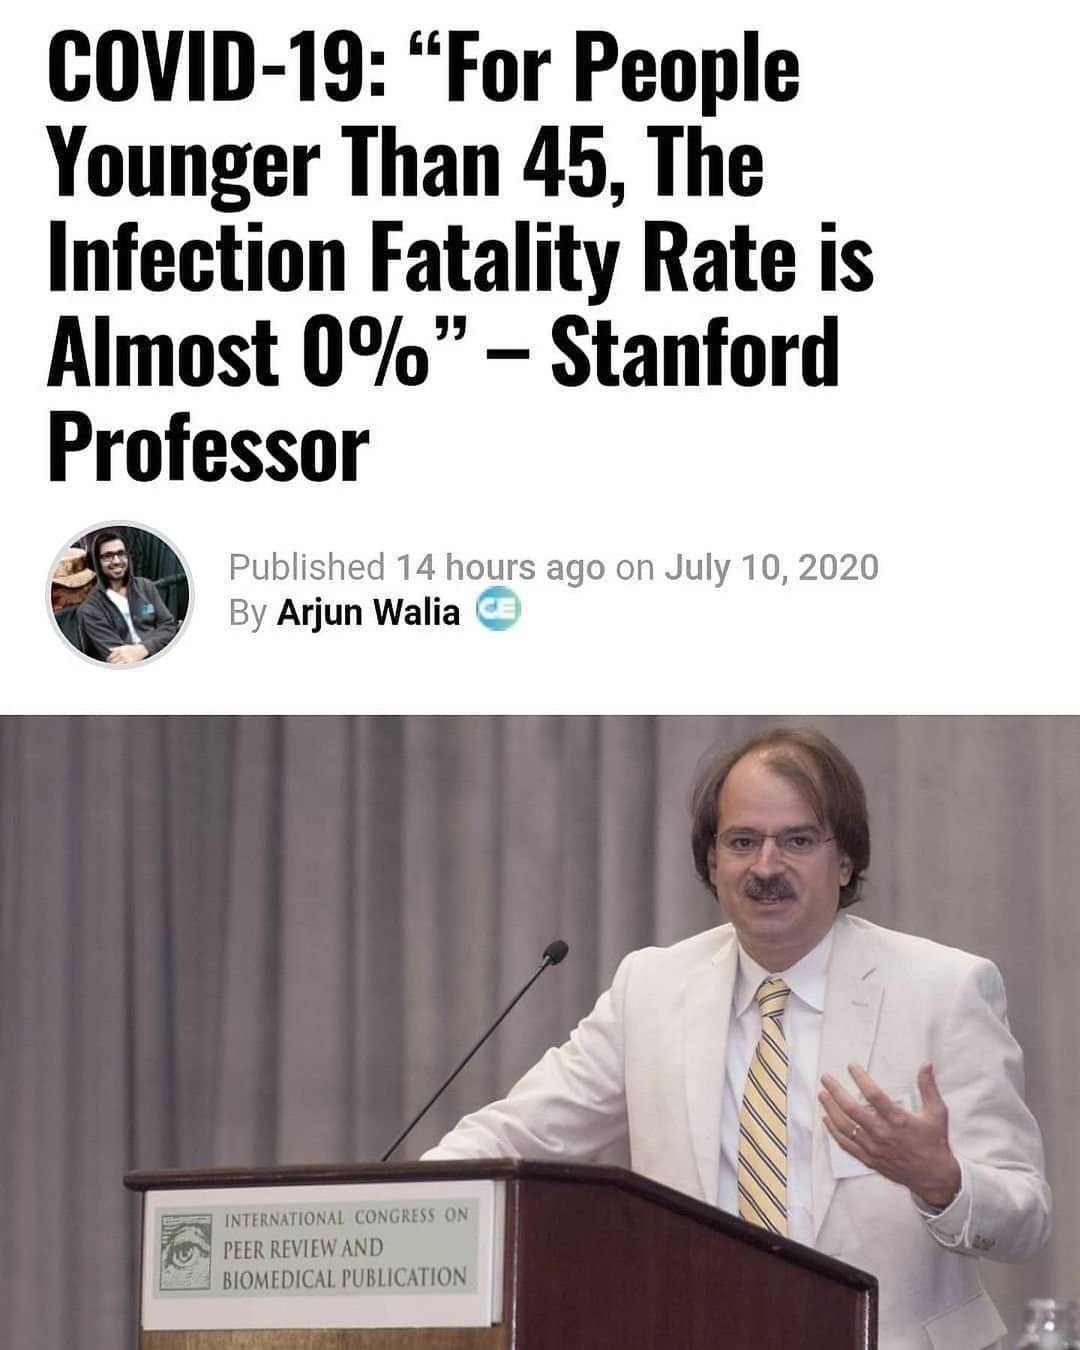 COVID-19: “For People
Younger Than 45, The
Infection Fatality Rate is
Almost 0%” – Stanford
Professor
Published 14 hours ago on July 10, 2020
By Arjun Walia CE
INTERNATIONAL CONGRESS ON
PEER REVIEW AND
BIOMEDICAL PUBLICATION